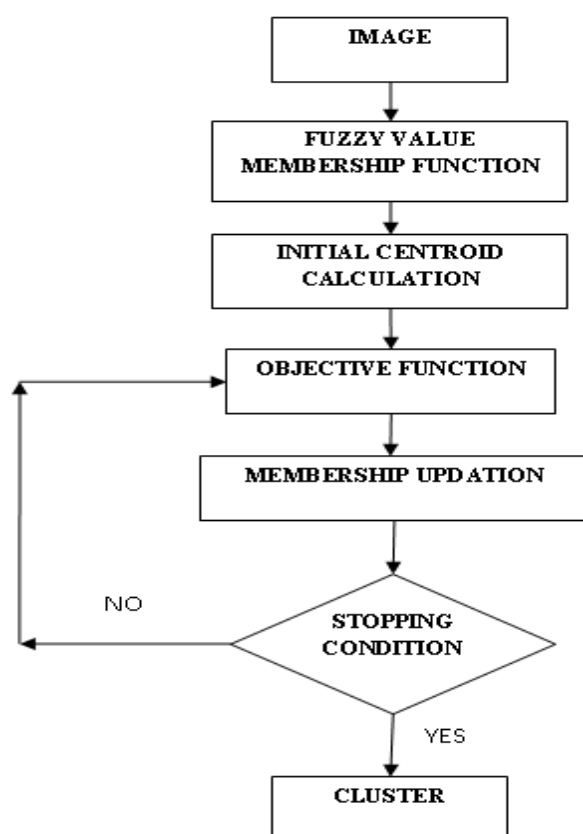 IMAGE
FUZZY VALUE
MEMBERSHIP FUNCTION
INITIAL CENTROID
CALCULATION
OBJECTIVE FUNCTION
MEMBERSHIP UPDATION
NO
STOPPING
CONDITION
YES
CLUSTER